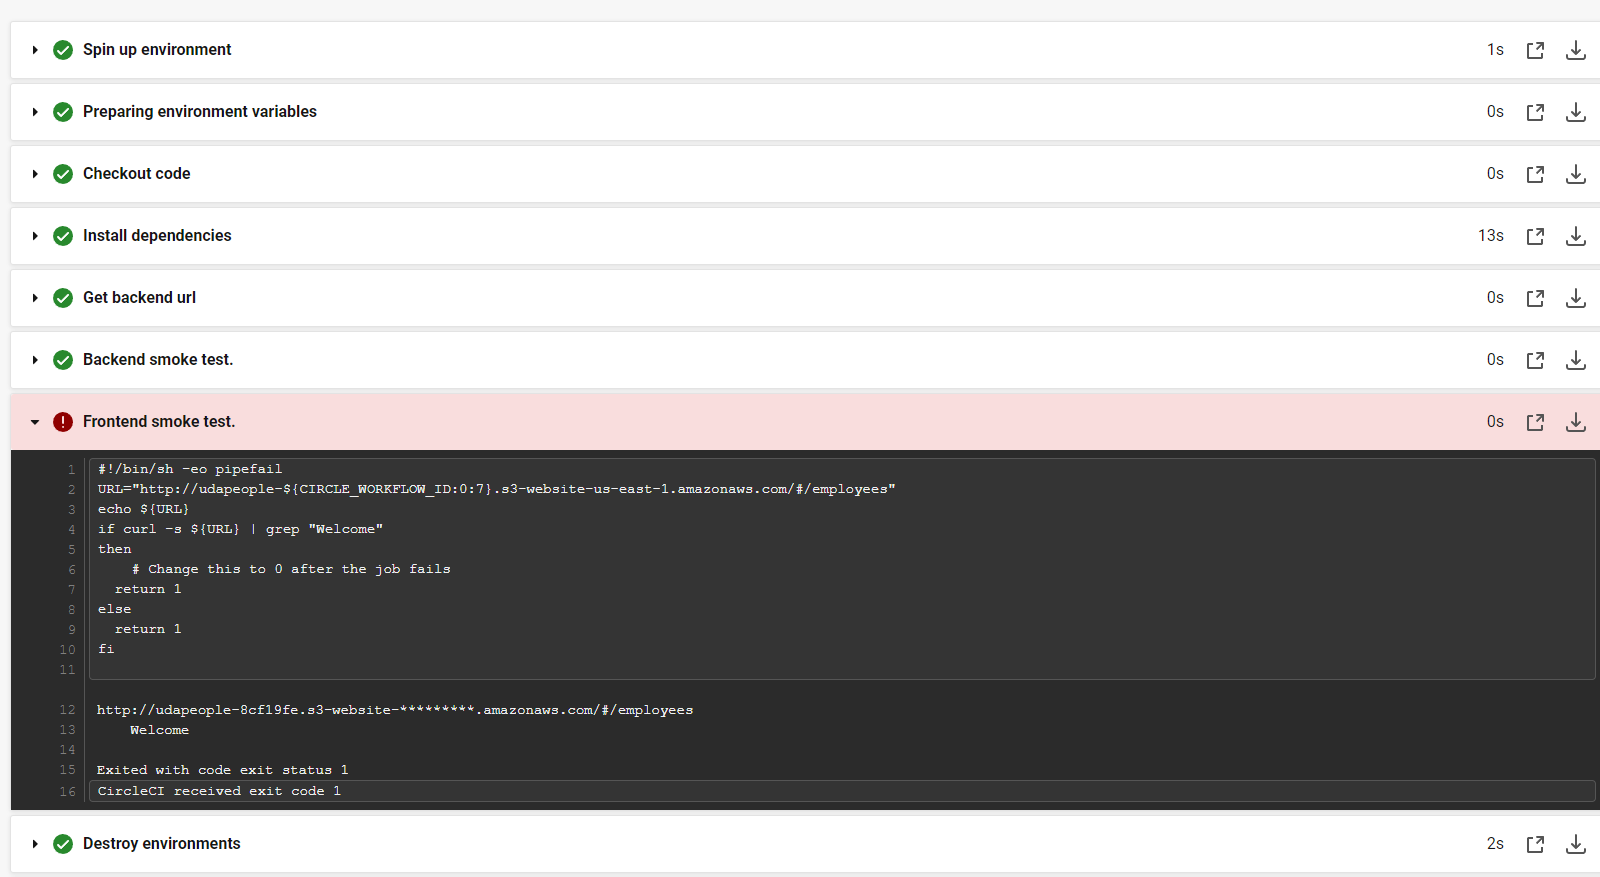 Spin up environment 1s
Preparing environment variables 0s
Checkout code 0s
Install dependencies 13s
Get backend url 0s
Backend smoke test. 0s
Frontend smoke test. 0s
1 #!/bin/sh -eo pipefail
2 URL="http://udapeople-${CIRCLE_WORKFLOW_ID:0:7}.s3-website-us-east-1.amazonaws.com/#/employees"
3 echo ${URL}
4 if curl -s ${URL} | grep "Welcome"
5 then
6     # Change this to 0 after the job fails
7   return 1
8 else
9   return 1
10 fi
11
12 http://udapeople-8cf19fe.s3-website-*********.amazonaws.com/#/employees
13     Welcome
14
15 Exited with code exit status 1
16 CircleCI received exit code 1
Destroy environments 2s